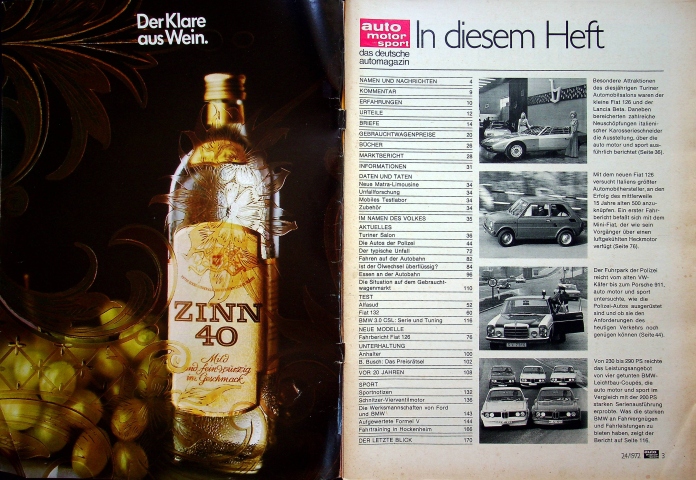 Der Klare
aus Wein.
ZINN
40
Mild
und fein-würzig
im Geschmack
auto
motor
sport
das deutsche
automagazin
In diesem Heft
NAMEN UND NACHRICHTEN 4
KOMMENTAR 9
ERFAHRUNGEN 10
URTEILE 12
BRIEFE 14
GEBRAUCHTWAGENPREISE 20
BÜCHER 26
MARKTBERICHT 28
INFORMATIONEN 31
DATEN UND TATEN
Neue Matra-Limousine 34
Unfallforschung 34
Mobiles Testlabor 34
Zubehör 34
IM NAMEN DES VOLKES 35
AKTUELLES
Turiner Salon 36
Die Autos der Polizei 44
Der typische Unfall 72
Fahren auf der Autobahn 82
Ist der Ölwechsel überflüssig? 84
Essen an der Autobahn 96
Die Situation auf dem Gebraucht-
wagenmarkt 110
TEST
Alfasud 52
Fiat 132 60
BMW 3.0 CSL: Serie und Tuning 116
NEUE MODELLE
Fahrbericht Fiat 126 76
UNTERHALTUNG
Anhalter 100
B. Busch: Das Preisrätsel 102
VOR 20 JAHREN 108
SPORT
Sportnotizen 132
Schnitzer-Vierventilmotor 136
Die Werksmannschaften von Ford
und BMW 143
Aufgewertete Formel V 144
Fahrtraining in Hockenheim 166
DER LETZTE BLICK 170
Besondere Attraktionen
des diesjährigen Turiner
Automobilsalons waren der
kleine Fiat 126 und der
Lancia Beta. Daneben
bereicherten zahlreiche
Neuschöpfungen italieni-
scher Karosserieschneider
die Ausstellung, über die
auto motor und sport aus-
führlich berichtet (Seite 36).
Mit dem neuen Fiat 126
versucht Italiens größter
Automobilhersteller, an den
Erfolg des mittlerweile
15 Jahre alten 500 anzu-
knüpfen. Ein erster Fahr-
bericht befaßt sich mit dem
Mini-Fiat, der wie sein
Vorgänger über einen
luftgekühlten Heckmotor
verfügt (Seite 76).
Der Fuhrpark der Polizei
reicht vom alten VW-
Käfer bis zum Porsche 911.
auto motor und sport
untersuchte, wie die
Polizei-Autos ausgerüstet
sind und ob sie den
Anforderungen des
heutigen Verkehrs noch
genügen können (Seite 44).
Von 230 bis 290 PS reichte
das Leistungsangebot
von vier getunten BMW-
Leichtbau-Coupés, die
auto motor und sport im
Vergleich mit der 200 PS
starken Serienausführung
erprobte. Was die starken
BMW an Fahrvergnügen
und Fahrleistungen zu
bieten haben, zeigt der
Bericht auf Seite 116.
24/1972 3